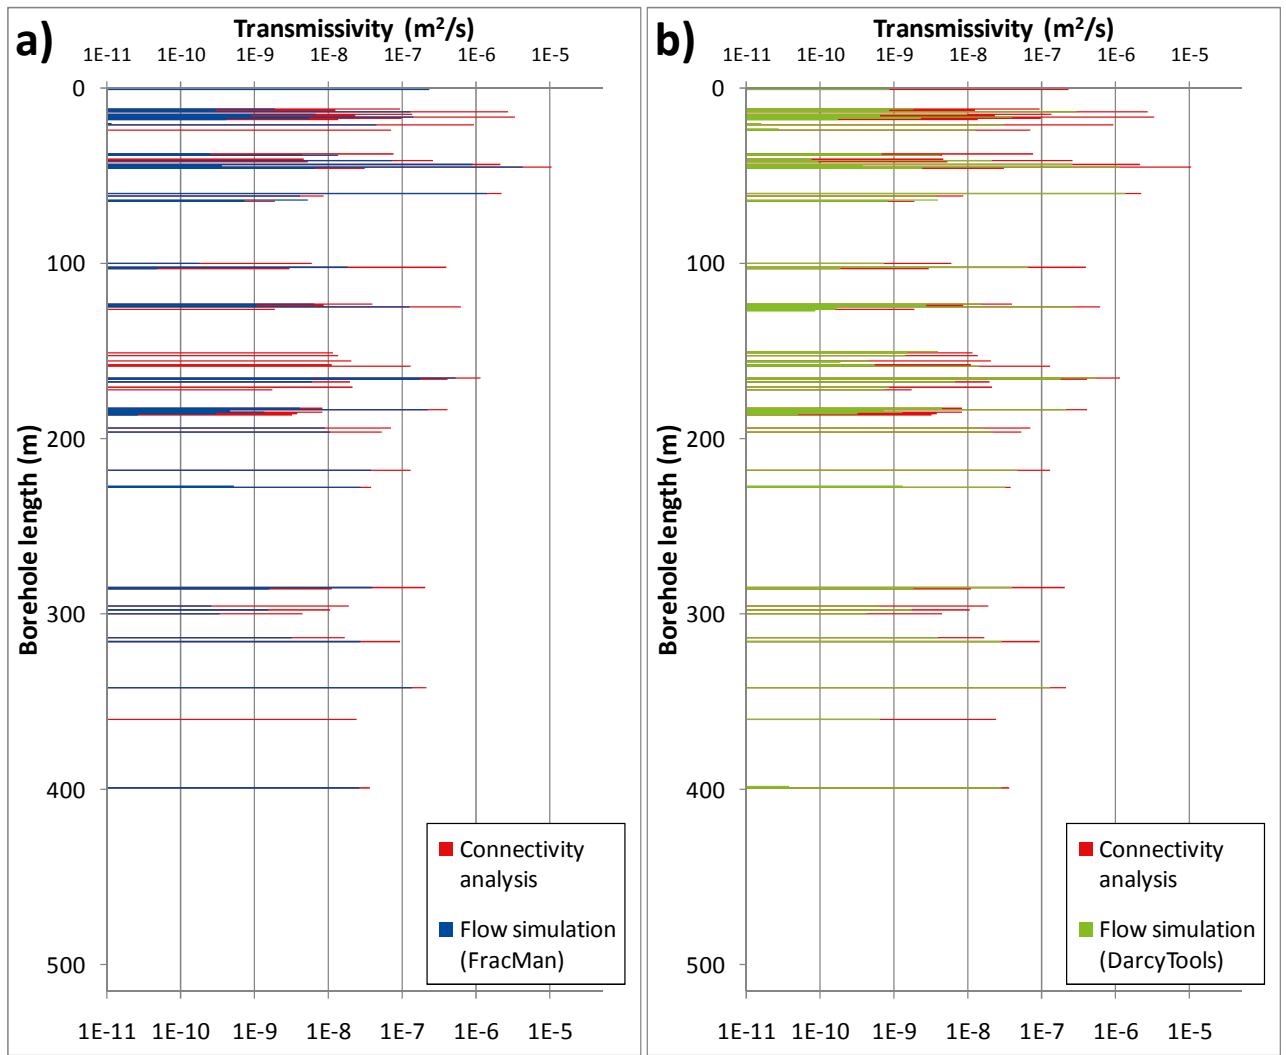 a)
Transmissivity (m²/s)
1E-11 1E-10 1E-9 1E-8 1E-7 1E-6 1E-5
0
100
200
300
400
500
Borehole length (m)
Connectivity
analysis
Flow simulation
(FracMan)
1E-11 1E-10 1E-9 1E-8 1E-7 1E-6 1E-5
b)
Transmissivity (m²/s)
1E-11 1E-10 1E-9 1E-8 1E-7 1E-6 1E-5
0
100
200
300
400
500
Borehole length (m)
Connectivity
analysis
Flow simulation
(DarcyTools)
1E-11 1E-10 1E-9 1E-8 1E-7 1E-6 1E-5